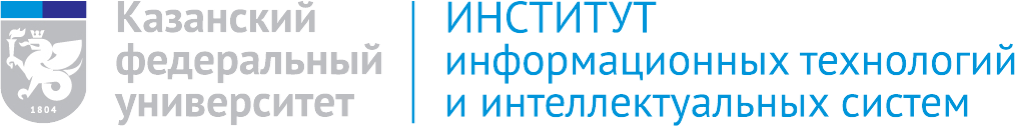 Казанский
федеральный
университет
1804
ИНСТИТУТ
информационных технологий
и интеллектуальных систем